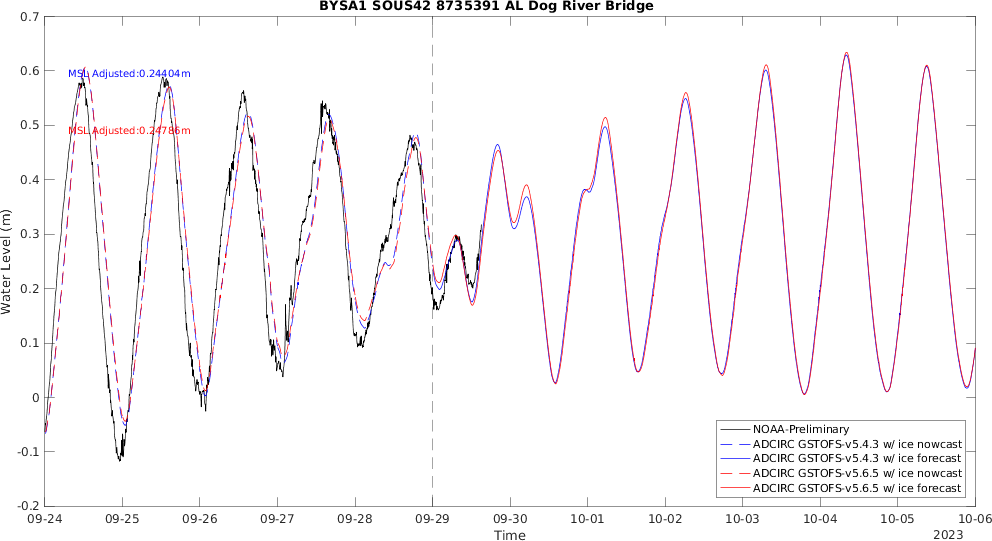 BYSA1 SOUS42 8735391 AL Dog River Bridge
0.7
0.6
0.5
0.4
0.3
0.2
0.1
0
-0.1
-0.2
Water Level (m)
MSL Adjusted:0.24404m
MSL Adjusted:0.24786m
NOAA-Preliminary
ADCIRC GSTOFS-v5.4.3 w/ ice nowcast
ADCIRC GSTOFS-v5.4.3 w/ ice forecast
ADCIRC GSTOFS-v5.6.5 w/ ice nowcast
ADCIRC GSTOFS-v5.6.5 w/ ice forecast
09-24 09-25 09-26 09-27 09-28 09-29 09-30 10-01 10-02 10-03 10-04 10-05 10-06
Time
2023